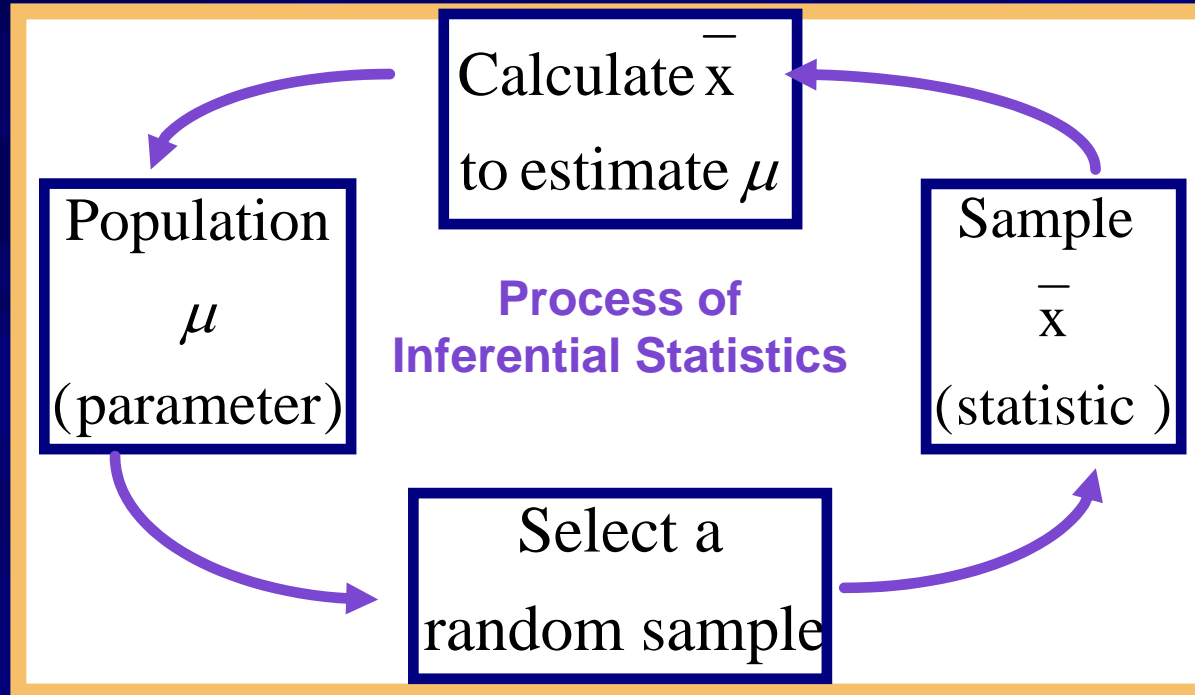 Calculate x̄
to estimate μ
Population
μ
(parameter)
Process of
Inferential Statistics
Sample
x̄
(statistic )
Select a
random sample